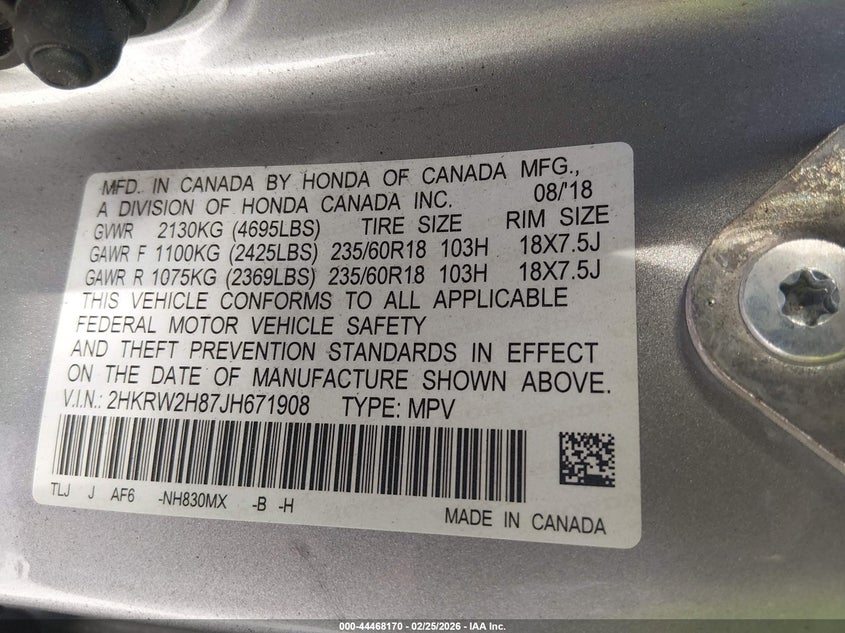 MFD. IN CANADA BY HONDA OF CANADA MFG.,
A DIVISION OF HONDA CANADA INC. 08/'18
GVWR 2130KG (4695LBS) TIRE SIZE RIM SIZE
GAWR F 1100KG (2425LBS) 235/60R18 103H 18X7.5J
GAWR R 1075KG (2369LBS) 235/60R18 103H 18X7.5J
THIS VEHICLE CONFORMS TO ALL APPLICABLE
FEDERAL MOTOR VEHICLE SAFETY
AND THEFT PREVENTION STANDARDS IN EFFECT
ON THE DATE OF MANUFACTURE SHOWN ABOVE.
V.I.N.: 2HKRW2H87JH671908 TYPE: MPV
TLJ J AF6 -NH830MX -B -H
MADE IN CANADA
000-44468170 - 02/25/2026 - IAA Inc.